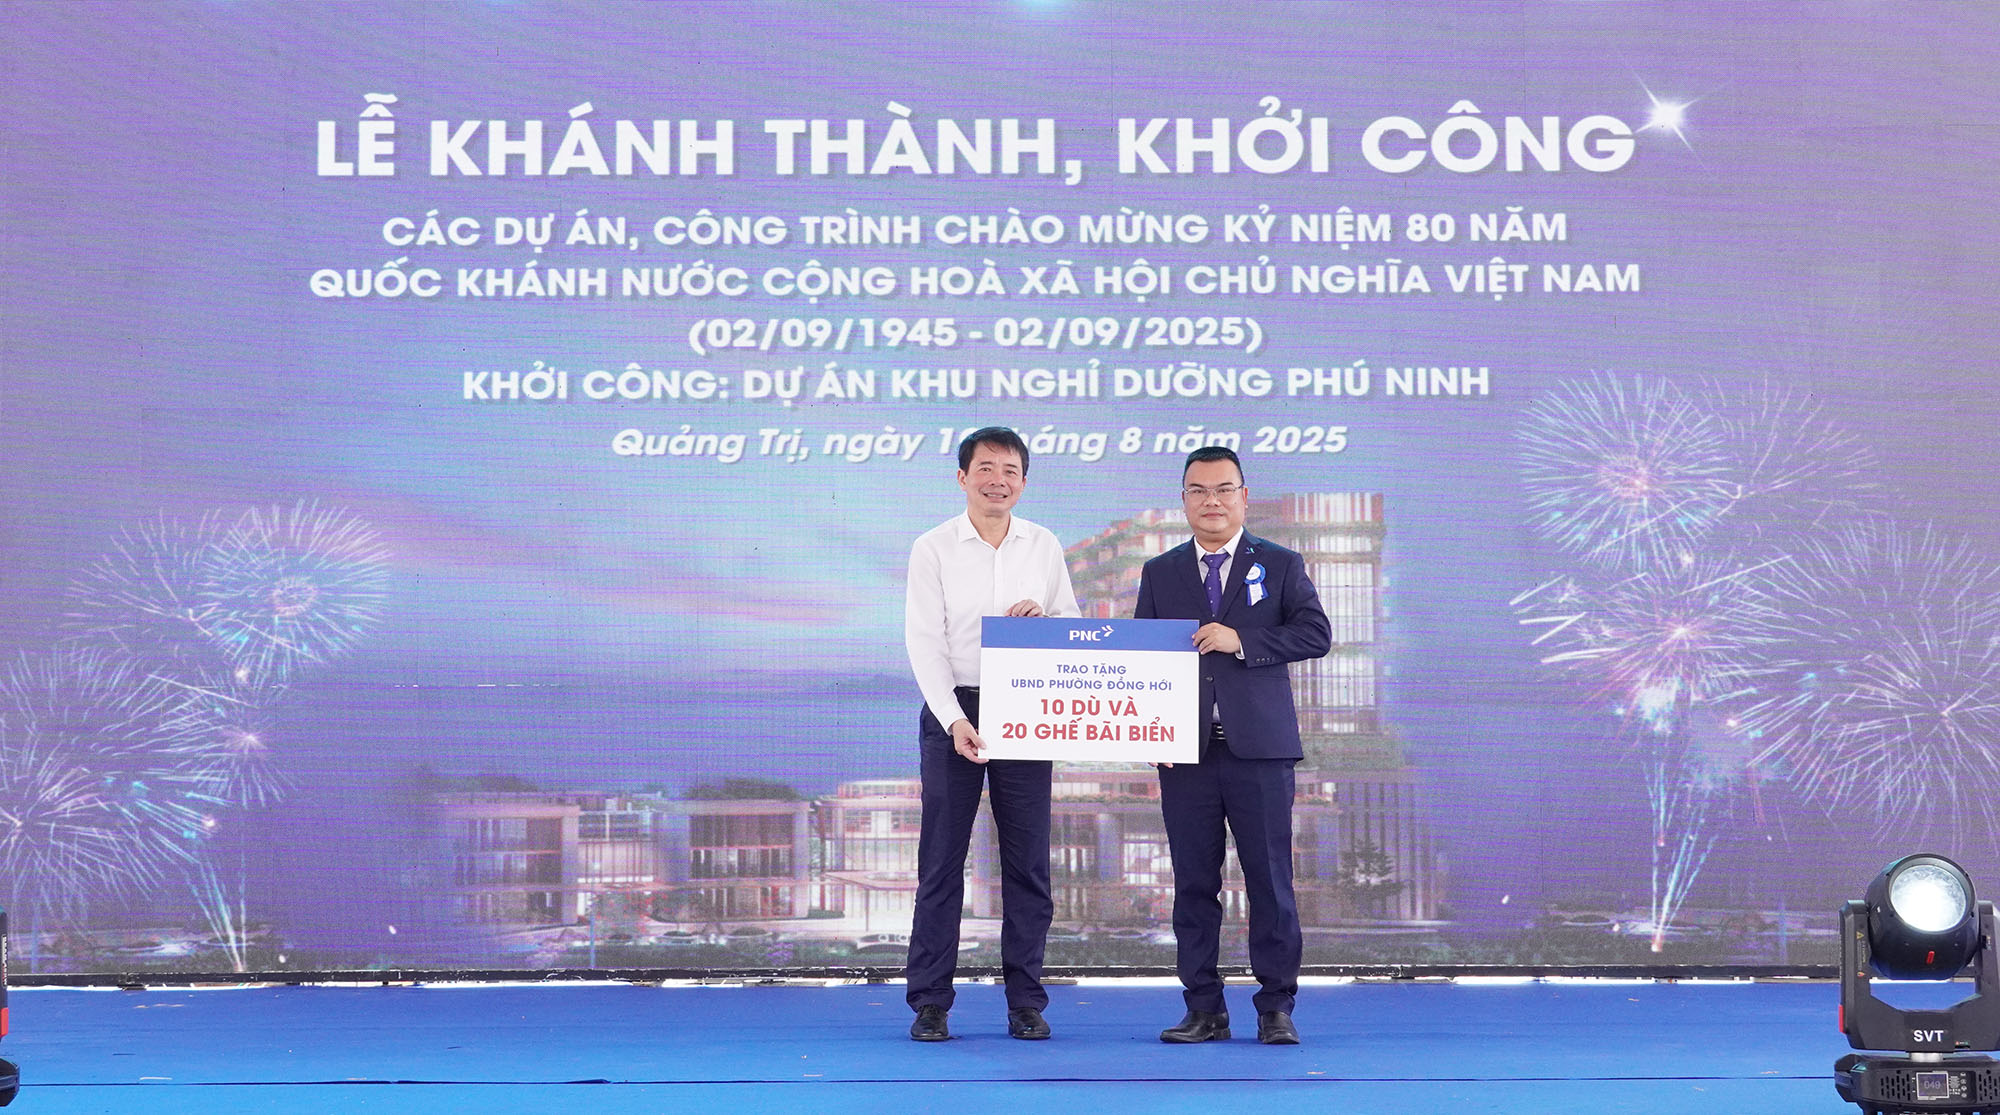 LỄ KHÁNH THÀNH, KHỞI CÔNG
CÁC DỰ ÁN, CÔNG TRÌNH CHÀO MỪNG KỶ NIỆM 80 NĂM
QUỐC KHÁNH NƯỚC CỘNG HOÀ XÃ HỘI CHỦ NGHĨA VIỆT NAM
(02/09/1945 - 02/09/2025)
KHỞI CÔNG: DỰ ÁN KHU NGHỈ DƯỠNG PHÚ NINH
Quảng Trị, ngày 8 năm 2025
PNC
TRAO TẶNG
UBND PHƯỜNG ĐỒNG HỚI
10 DÙ VÀ
20 GHẾ BÃI BIỂN
SVT
049